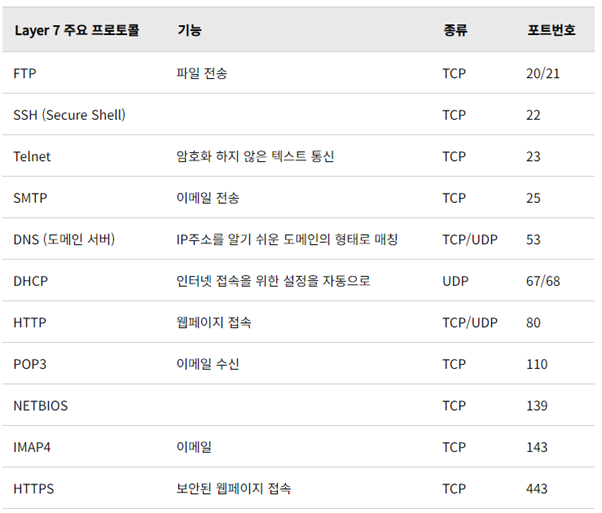 Layer 7 주요 프로토콜 기능 종류 포트번호
FTP 파일 전송 TCP 20/21
SSH (Secure Shell) TCP 22
Telnet 암호화 하지 않은 텍스트 통신 TCP 23
SMTP 이메일 전송 TCP 25
DNS (도메인 서버) IP주소를 알기 쉬운 도메인의 형태로 매칭 TCP/UDP 53
DHCP 인터넷 접속을 위한 설정을 자동으로 UDP 67/68
HTTP 웹페이지 접속 TCP/UDP 80
POP3 이메일 수신 TCP 110
NETBIOS TCP 139
IMAP4 이메일 TCP 143
HTTPS 보안된 웹페이지 접속 TCP 443